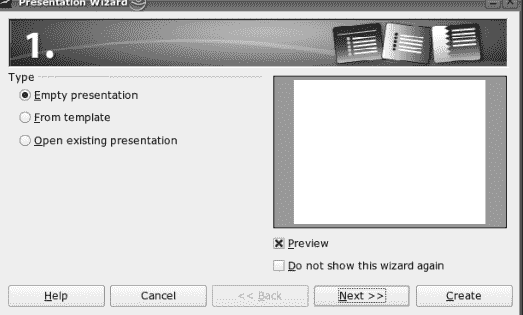 Presentation Wizard
1.
Type
Empty presentation
From template
Open existing presentation
Preview
Do not show this wizard again
Help Cancel << Back Next >> Create